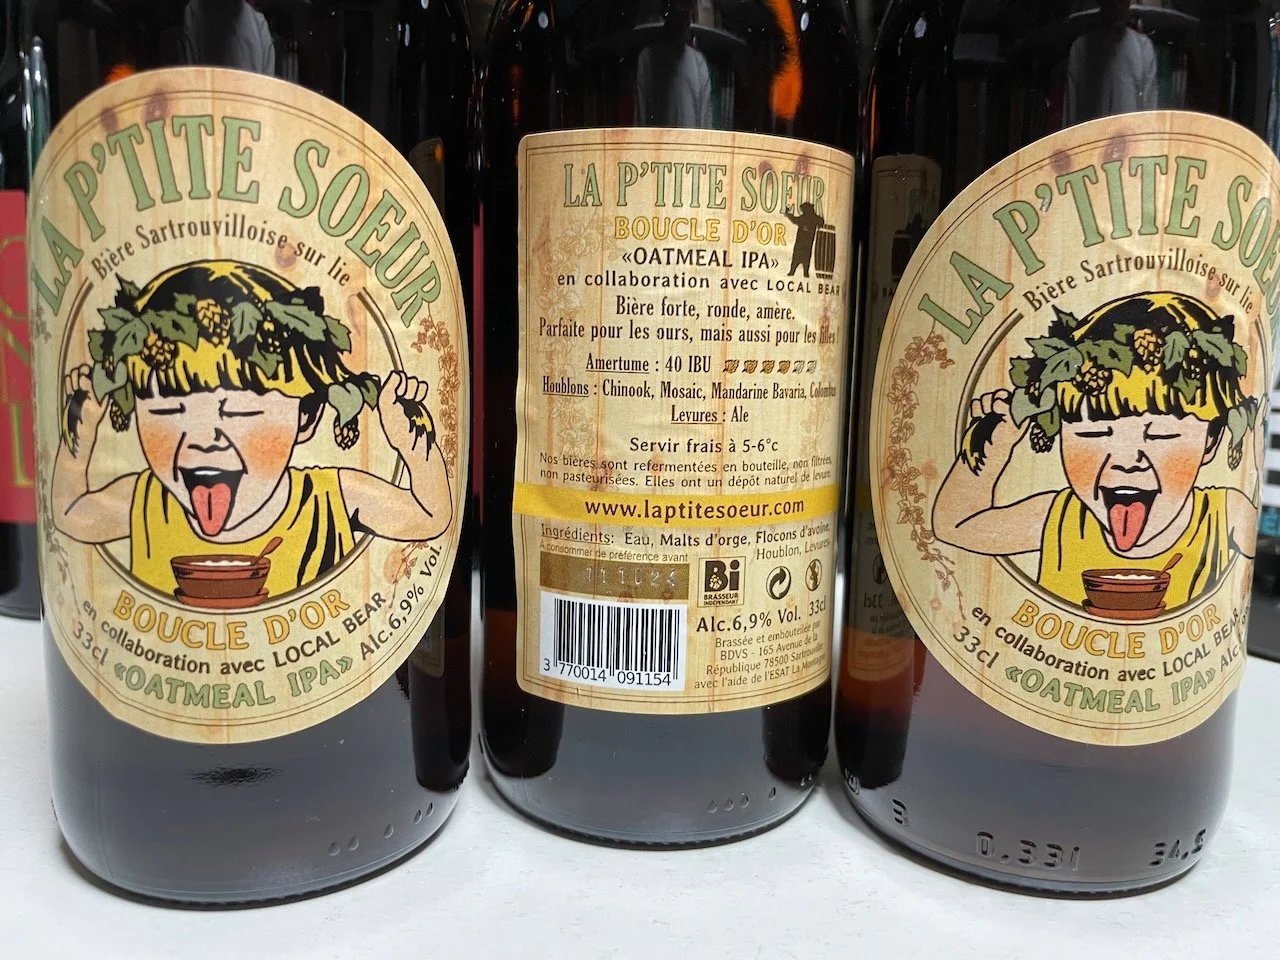 LA P'TITE SOEUR
Bière Sartrouvilloise sur lie
BOUCLE D'OR
en collaboration avec LOCAL BEAR
33cl «OATMEAL IPA» Alc.6,9% Vol.
LA P'TITE SOEUR
BOUCLE D'OR
«OATMEAL IPA»
en collaboration avec LOCAL BEAR
Bière forte, ronde, amère.
Parfaite pour les ours, mais aussi pour les filles!
Amertume : 40 IBU
Houblons : Chinook, Mosaic, Mandarine Bavaria, Columbus
Levures : Ale
Servir frais à 5-6°c
Nos bières sont refermentées en bouteille, non filtrées,
non pasteurisées. Elles ont un dépôt naturel de levure.
www.laptitesoeur.com
Ingrédients: Eau, Malts d'orge, Flocons d'avoine,
Houblon, Levures.
A consommer de préférence avant
Bi
BRASSEUR
INDÉPENDANT
Alc.6,9% Vol. 33cl
Brassée et embouteillée par
BDVS - 165 Avenue de la
République 78500 Sartrouville
avec l'aide de l'ESAT La
3 770014 091154
LA P'TITE SOEU
Bière Sartrouvilloise sur lie
BOUCLE D'OR
en collaboration avec LOCAL BEAR
33cl «OATMEAL IPA» Alc
0.33l 34.5